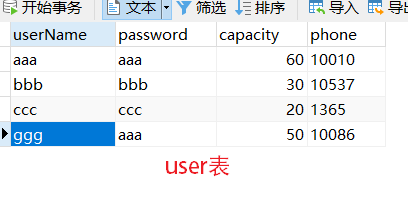 开始事务 文本 筛选 排序 导入 导出
userName password capacity phone
aaa aaa 60 10010
bbb bbb 30 10537
ccc ccc 20 1365
ggg aaa 50 10086
user表